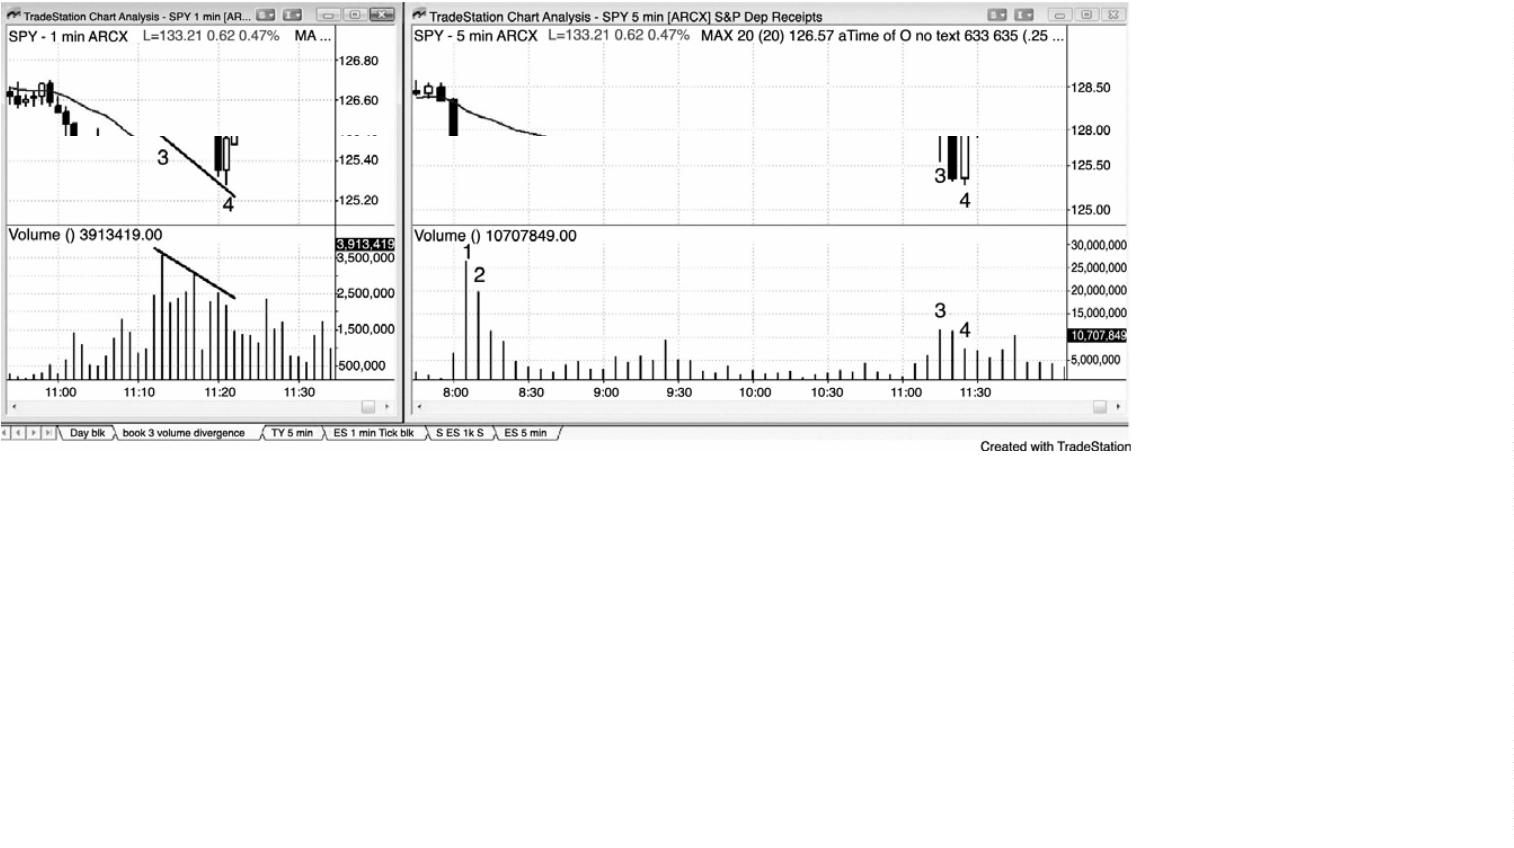 TradeStation Chart Analysis - SPY 1 min [AR...
SPY - 1 min ARCX L=133.21 0.62 0.47% MA ...
126.80
126.60
3
125.40
4
125.20
Volume () 3913419.00
3,913,419
3,500,000
2,500,000
1,500,000
500,000
11:00 11:10 11:20 11:30
TradeStation Chart Analysis - SPY 5 min [ARCX] S&P Dep Receipts
SPY - 5 min ARCX L=133.21 0.62 0.47% MAX 20 (20) 126.57 aTime of O no text 633 635 (.25 ...
128.50
128.00
125.50
3
4
125.00
Volume () 10707849.00
1
2
3
4
30,000,000
25,000,000
20,000,000
15,000,000
10,707,849
5,000,000
8:00 8:30 9:00 9:30 10:00 10:30 11:00 11:30
Day blk book 3 volume divergence TY 5 min ES 1 min Tick blk S ES 1k S ES 5 min
Created with TradeStation